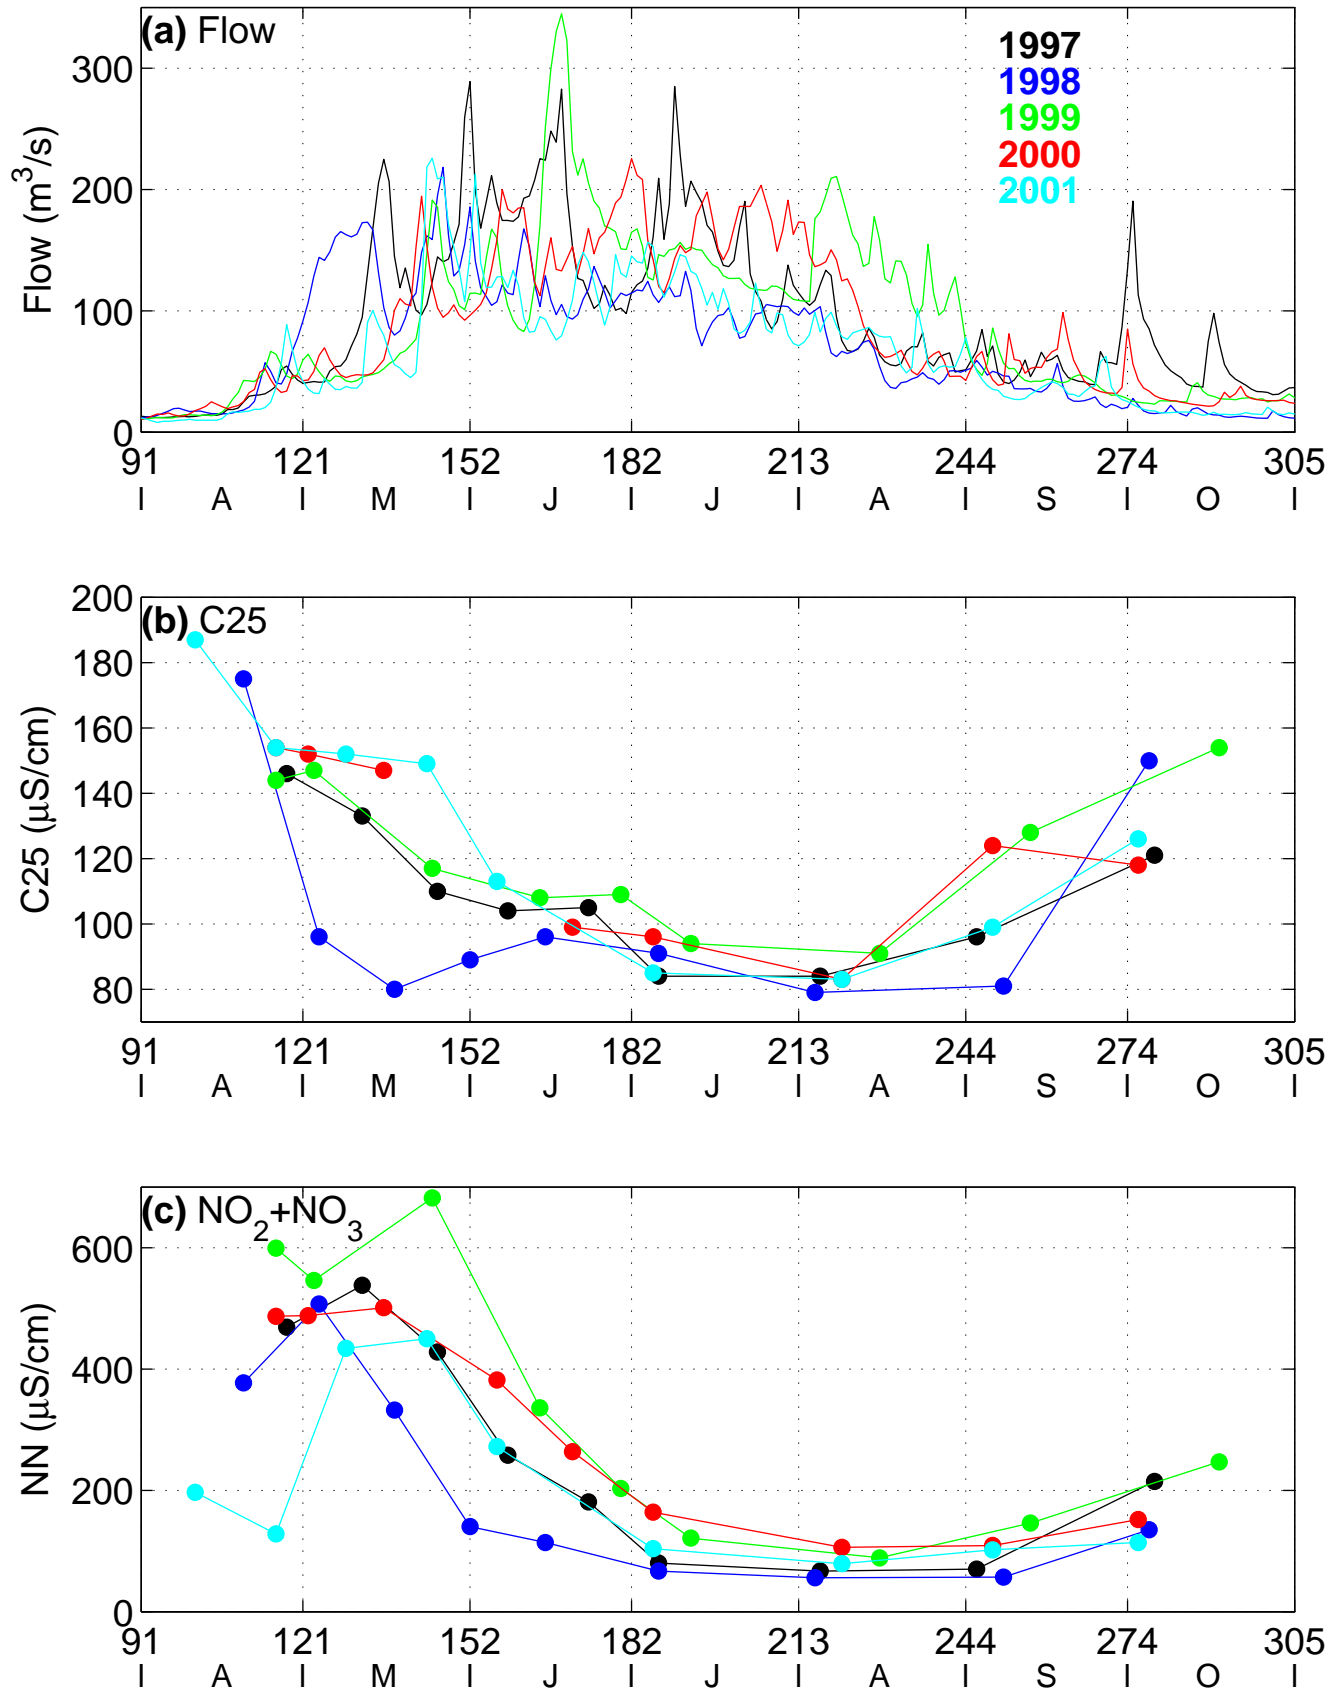 (a) Flow
1997
1998
1999
2000
2001
Flow (m³/s)
300
200
100
0
91 121 152 182 213 244 274 305
I A I M I J I J I A I S I O I
(b) C25
C25 (µS/cm)
200
180
160
140
120
100
80
91 121 152 182 213 244 274 305
I A I M I J I J I A I S I O I
(c) NO₂+NO₃
NN (µS/cm)
600
400
200
0
91 121 152 182 213 244 274 305
I A I M I J I J I A I S I O I